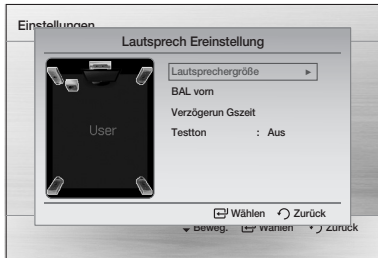 Einstellungen
Lautsprech Ereinstellung
Lautsprechergröße ►
BAL vorn
Verzögerun Gszeit
Testton : Aus
User
Wählen Zurück
Beweg. Wählen Zurück